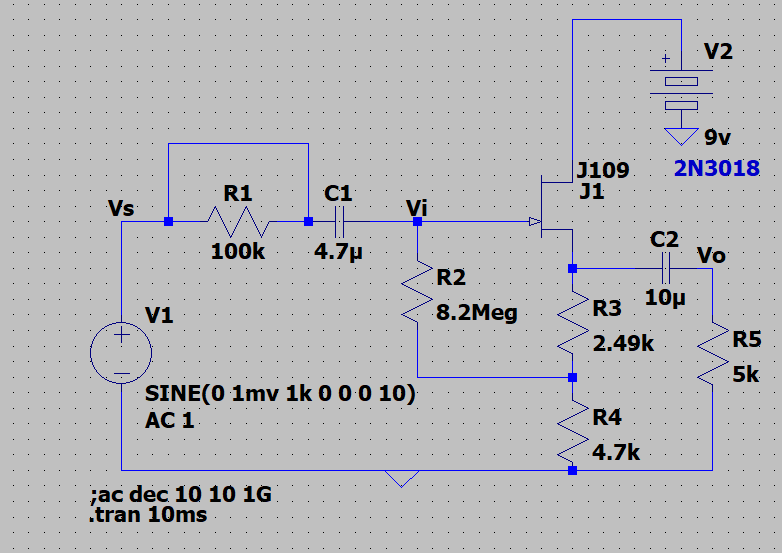 V2
+
9v
2N3018
J109
J1
Vs
R1
100k
C1
4.7µ
Vi
R2
8.2Meg
C2
10µ
Vo
R3
2.49k
R5
5k
R4
4.7k
V1
+
SINE(0 1mv 1k 0 0 0 10)
AC 1
;ac dec 10 10 1G
.tran 10ms